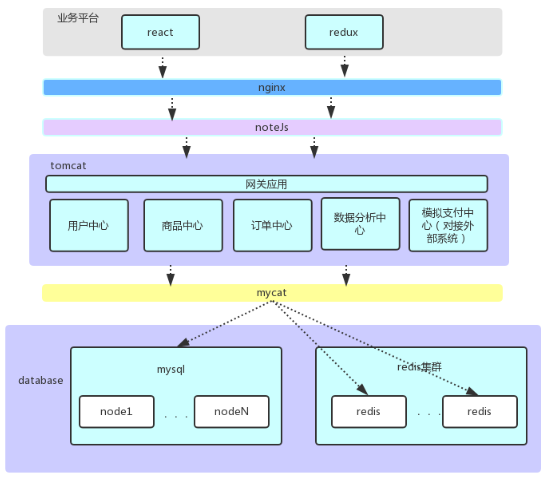 业务平台
react
redux
nginx
noteJs
tomcat
网关应用
用户中心
商品中心
订单中心
数据分析中
心
模拟支付中
心（对接外
部系统）
mycat
database
mysql
redis集群
node1
. . .
nodeN
redis
. . .
redis